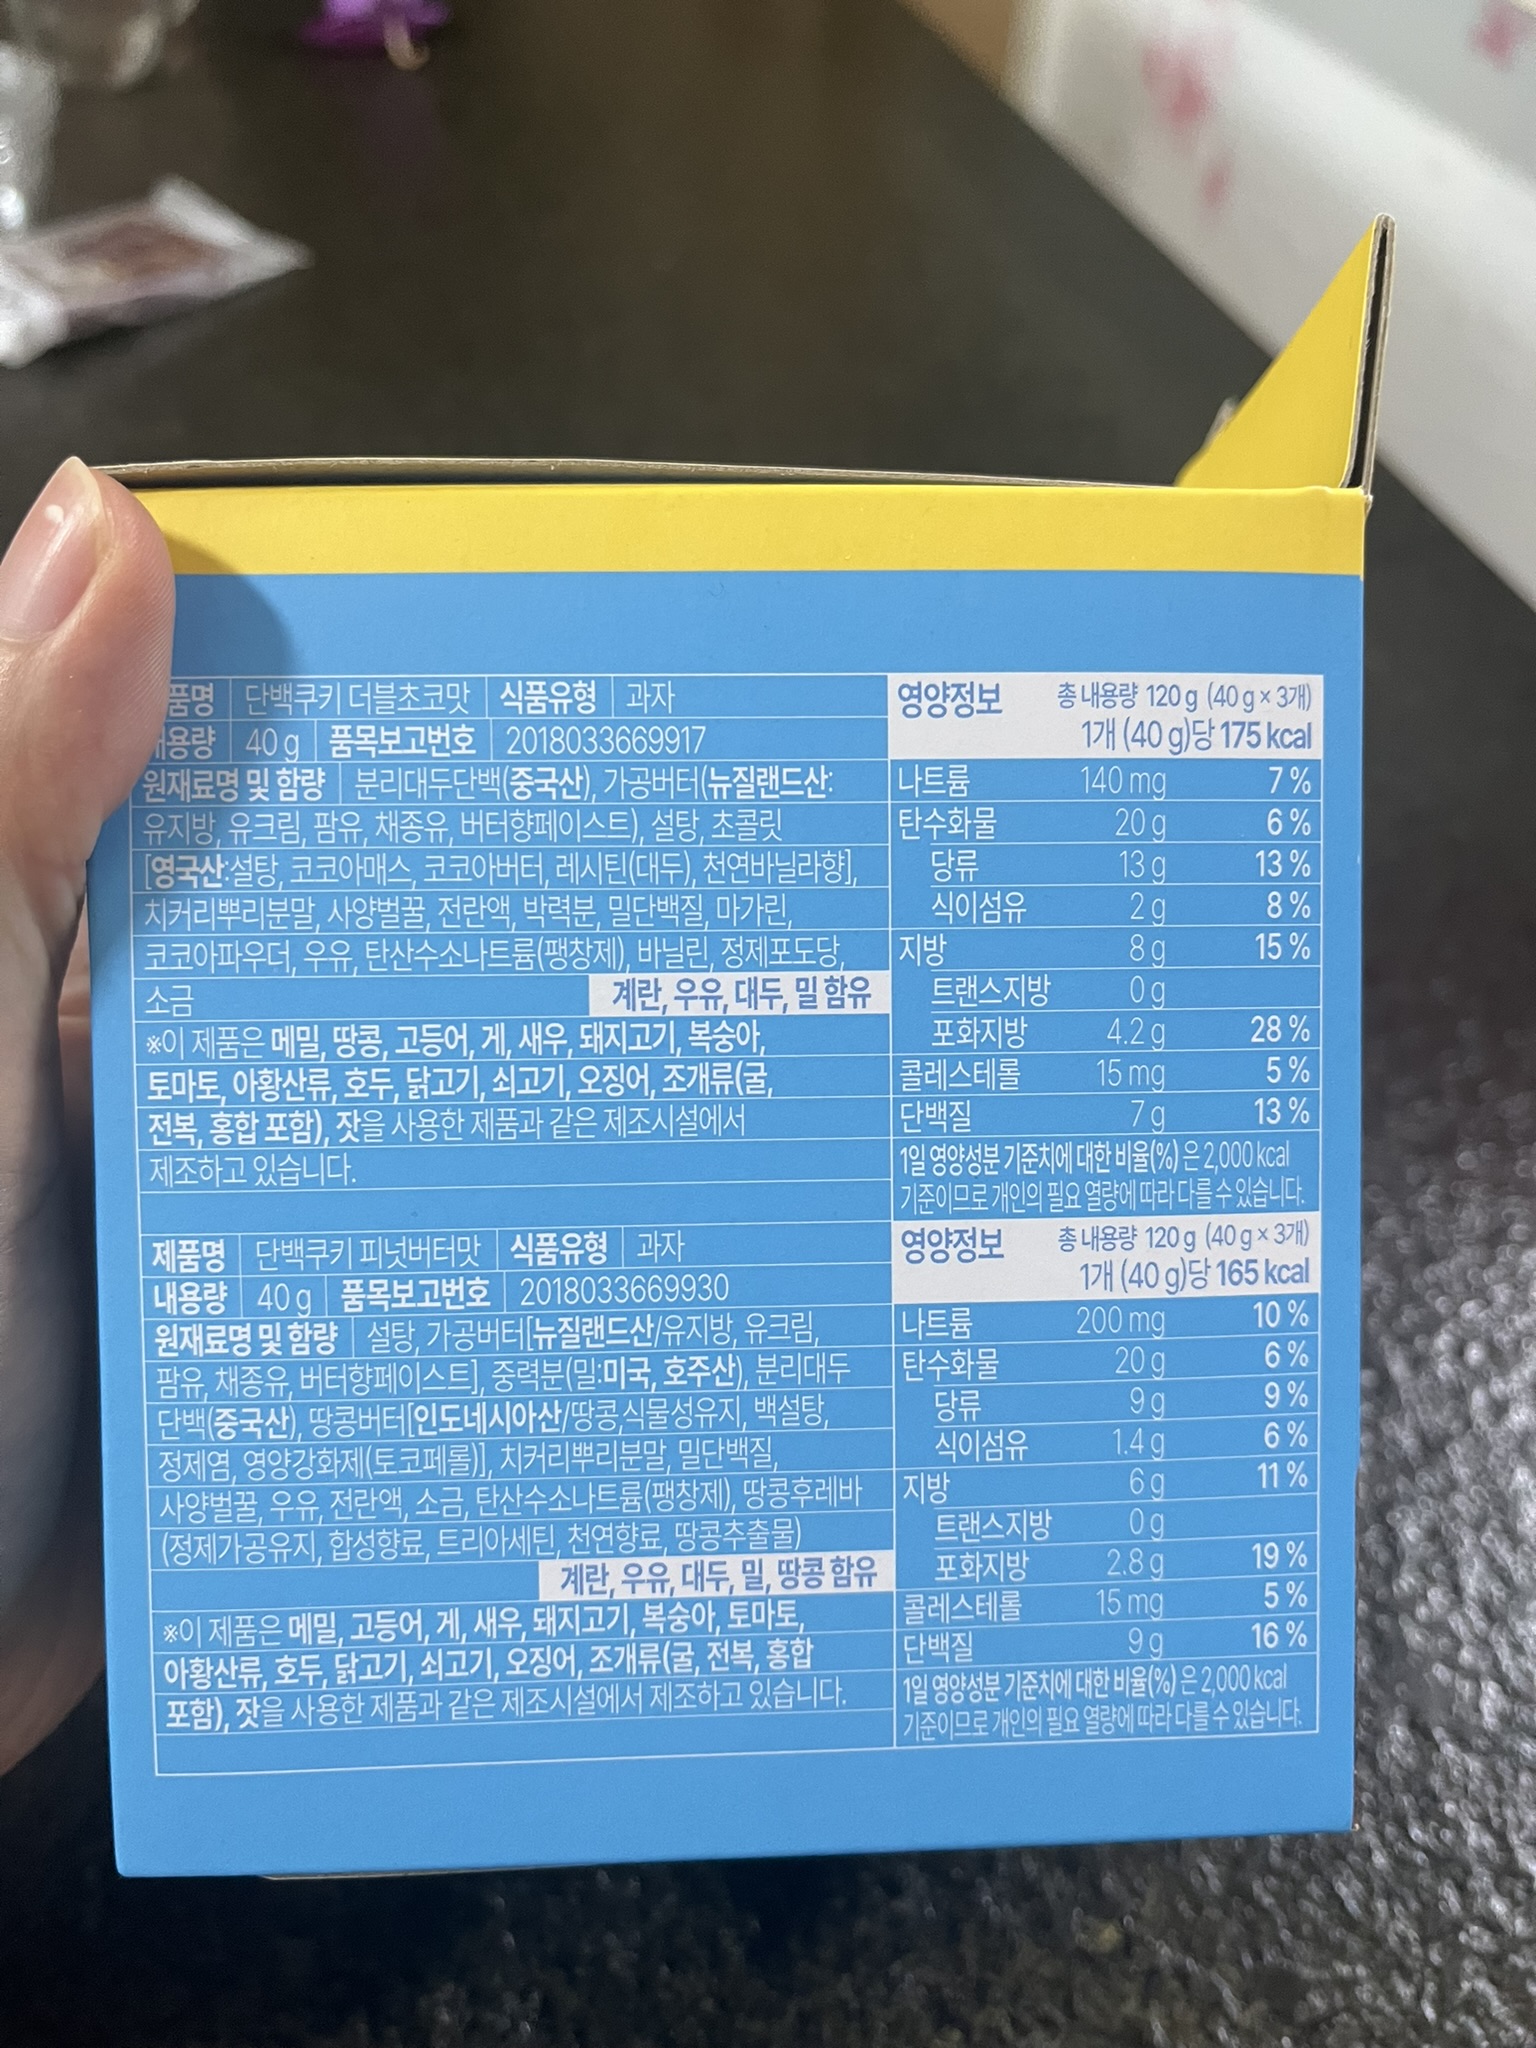 품명 단백쿠키 더블초코맛 식품유형 과자
용량 40 g 품목보고번호 2018033669917
원재료명 및 함량 분리대두단백(중국산), 가공버터(뉴질랜드산:
유지방, 유크림, 팜유, 채종유, 버터향페이스트), 설탕, 초콜릿
[영국산:설탕, 코코아매스, 코코아버터, 레시틴(대두), 천연바닐라향],
치커리뿌리분말, 사양벌꿀, 전란액, 박력분, 밀단백질, 마가린,
코코아파우더, 우유, 탄산수소나트륨(팽창제), 바닐린, 정제포도당,
소금 계란, 우유, 대두, 밀 함유
※이 제품은 메밀, 땅콩, 고등어, 게, 새우, 돼지고기, 복숭아,
토마토, 아황산류, 호두, 닭고기, 쇠고기, 오징어, 조개류(굴,
전복, 홍합 포함), 잣을 사용한 제품과 같은 제조시설에서
제조하고 있습니다.
영양정보 총 내용량 120 g (40 g × 3개)
1개 (40 g)당 175 kcal
나트륨 140 mg 7 %
탄수화물 20 g 6 %
당류 13 g 13 %
식이섬유 2 g 8 %
지방 8 g 15 %
트랜스지방 0 g
포화지방 4.2 g 28 %
콜레스테롤 15 mg 5 %
단백질 7 g 13 %
1일 영양성분 기준치에 대한 비율(%)은 2,000 kcal
기준이므로 개인의 필요 열량에 따라 다를 수 있습니다.
제품명 단백쿠키 피넛버터맛 식품유형 과자
내용량 40 g 품목보고번호 2018033669930
원재료명 및 함량 설탕, 가공버터[뉴질랜드산/유지방, 유크림,
팜유, 채종유, 버터향페이스트], 중력분(밀:미국, 호주산), 분리대두
단백(중국산), 땅콩버터[인도네시아산/땅콩,식물성유지, 백설탕,
정제염, 영양강화제(토코페롤)], 치커리뿌리분말, 밀단백질,
사양벌꿀, 우유, 전란액, 소금, 탄산수소나트륨(팽창제), 땅콩후레바
(정제가공유지, 합성향료, 트리아세틴, 천연향료, 땅콩추출물)
계란, 우유, 대두, 밀, 땅콩 함유
※이 제품은 메밀, 고등어, 게, 새우, 돼지고기, 복숭아, 토마토,
아황산류, 호두, 닭고기, 쇠고기, 오징어, 조개류(굴, 전복, 홍합
포함), 잣을 사용한 제품과 같은 제조시설에서 제조하고 있습니다.
영양정보 총 내용량 120 g (40 g × 3개)
1개 (40 g)당 165 kcal
나트륨 200 mg 10 %
탄수화물 20 g 6 %
당류 9 g 9 %
식이섬유 1.4 g 6 %
지방 6 g 11 %
트랜스지방 0 g
포화지방 2.8 g 19 %
콜레스테롤 15 mg 5 %
단백질 9 g 16 %
1일 영양성분 기준치에 대한 비율(%)은 2,000 kcal
기준이므로 개인의 필요 열량에 따라 다를 수 있습니다.